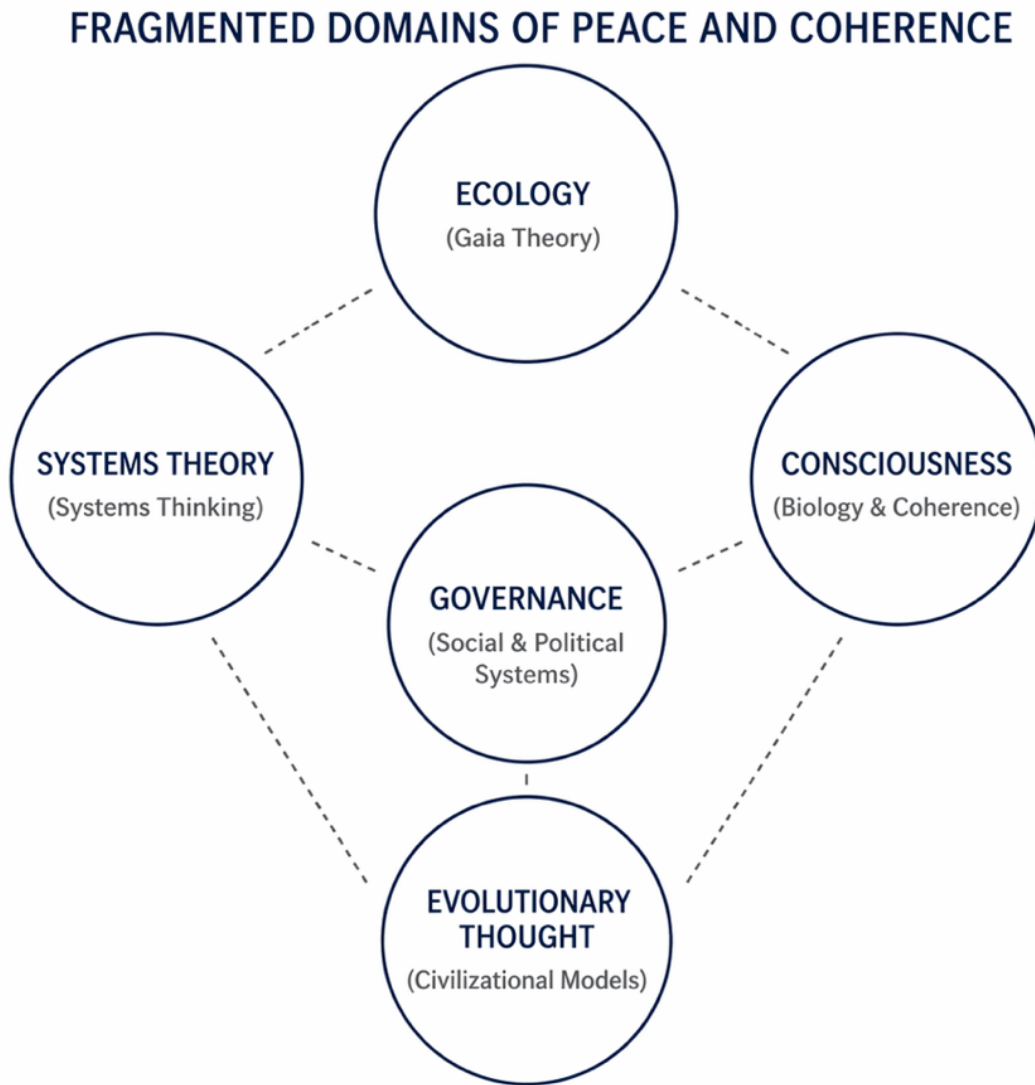 FRAGMENTED DOMAINS OF PEACE AND COHERENCE
ECOLOGY
(Gaia Theory)
SYSTEMS THEORY
(Systems Thinking)
CONSCIOUSNESS
(Biology & Coherence)
GOVERNANCE
(Social & Political
Systems)
EVOLUTIONARY
THOUGHT
(Civilizational Models)